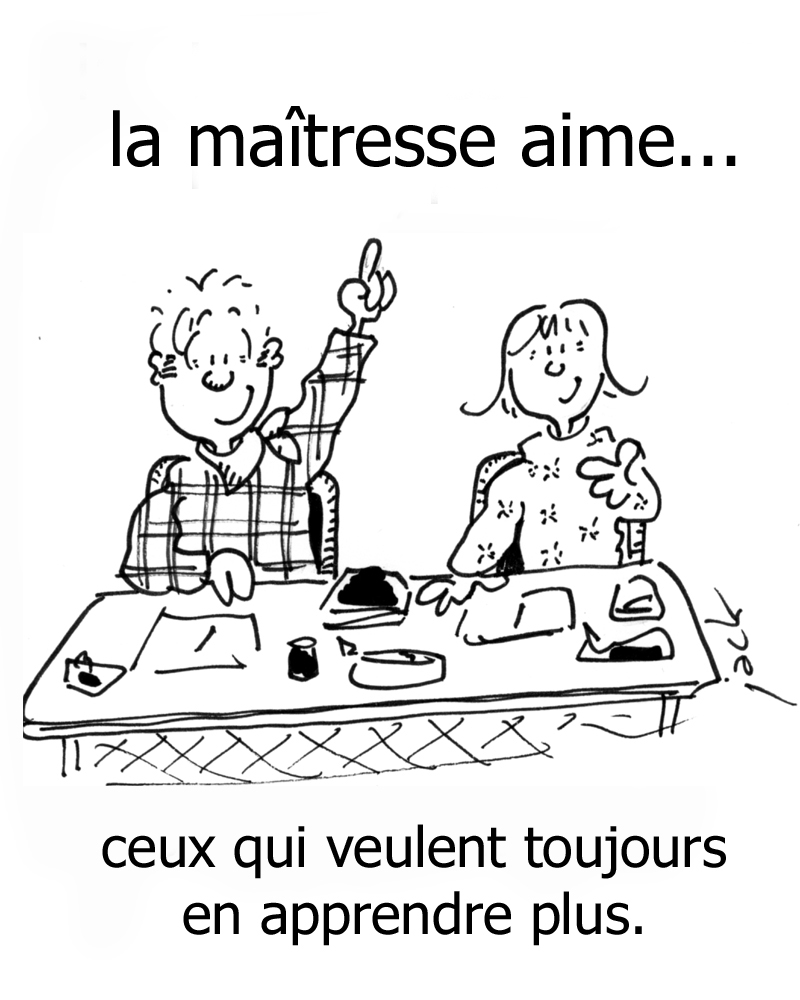 la maîtresse aime...
ceux qui veulent toujours
en apprendre plus.